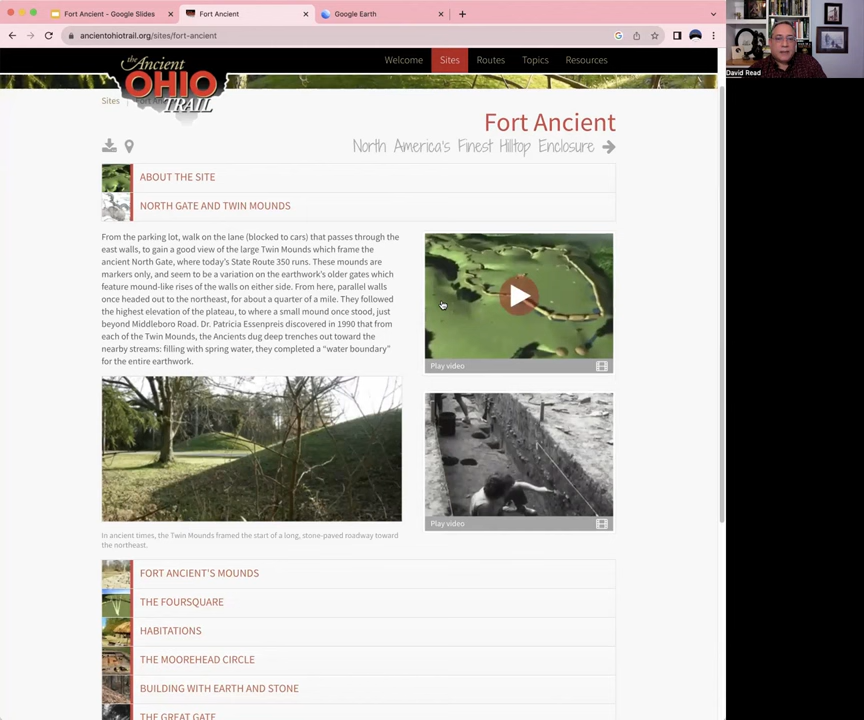 Fort Ancient - Google Slides
Fort Ancient
Google Earth
ancientohiotrail.org/sites/fort-ancient
David Read
the Ancient
OHIO
TRAIL
Welcome
Sites
Routes
Topics
Resources
Sites
Fort Ancient
North America's Finest Hilltop Enclosure
ABOUT THE SITE
NORTH GATE AND TWIN MOUNDS
From the parking lot, walk on the lane (blocked to cars) that passes through the
east walls, to gain a good view of the large Twin Mounds which frame the
ancient North Gate, where today's State Route 350 runs. These mounds are
markers only, and seem to be a variation on the earthwork's older gates which
feature mound-like rises of the walls on either side. From here, parallel walls
once headed out to the northeast, for about a quarter of a mile. They followed
the highest elevation of the plateau, to where a small mound once stood, just
beyond Middleboro Road. Dr. Patricia Essenpreis discovered in 1990 that from
each of the Twin Mounds, the Ancients dug deep trenches out toward the
nearby streams: filling with spring water, they completed a "water boundary"
for the entire earthwork.
Play video
Play video
In ancient times, the Twin Mounds framed the start of a long, stone-paved roadway toward
the northeast.
FORT ANCIENT'S MOUNDS
THE FOURSQUARE
HABITATIONS
THE MOOREHEAD CIRCLE
BUILDING WITH EARTH AND STONE
THE GREAT GATE